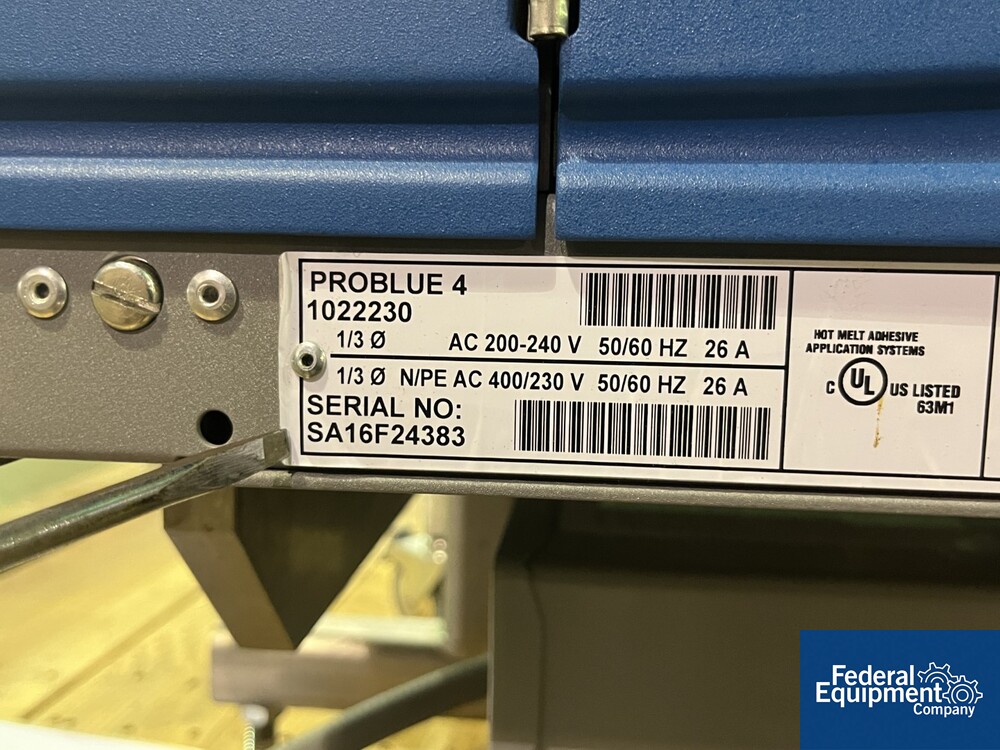 PROBLUE 4
1022230
1/3 Ø AC 200-240 V 50/60 HZ 26 A
1/3 Ø N/PE AC 400/230 V 50/60 HZ 26 A
SERIAL NO:
SA16F24383
HOT MELT ADHESIVE
APPLICATION SYSTEMS
C UL US LISTED
63M1
Federal
Equipment
Company